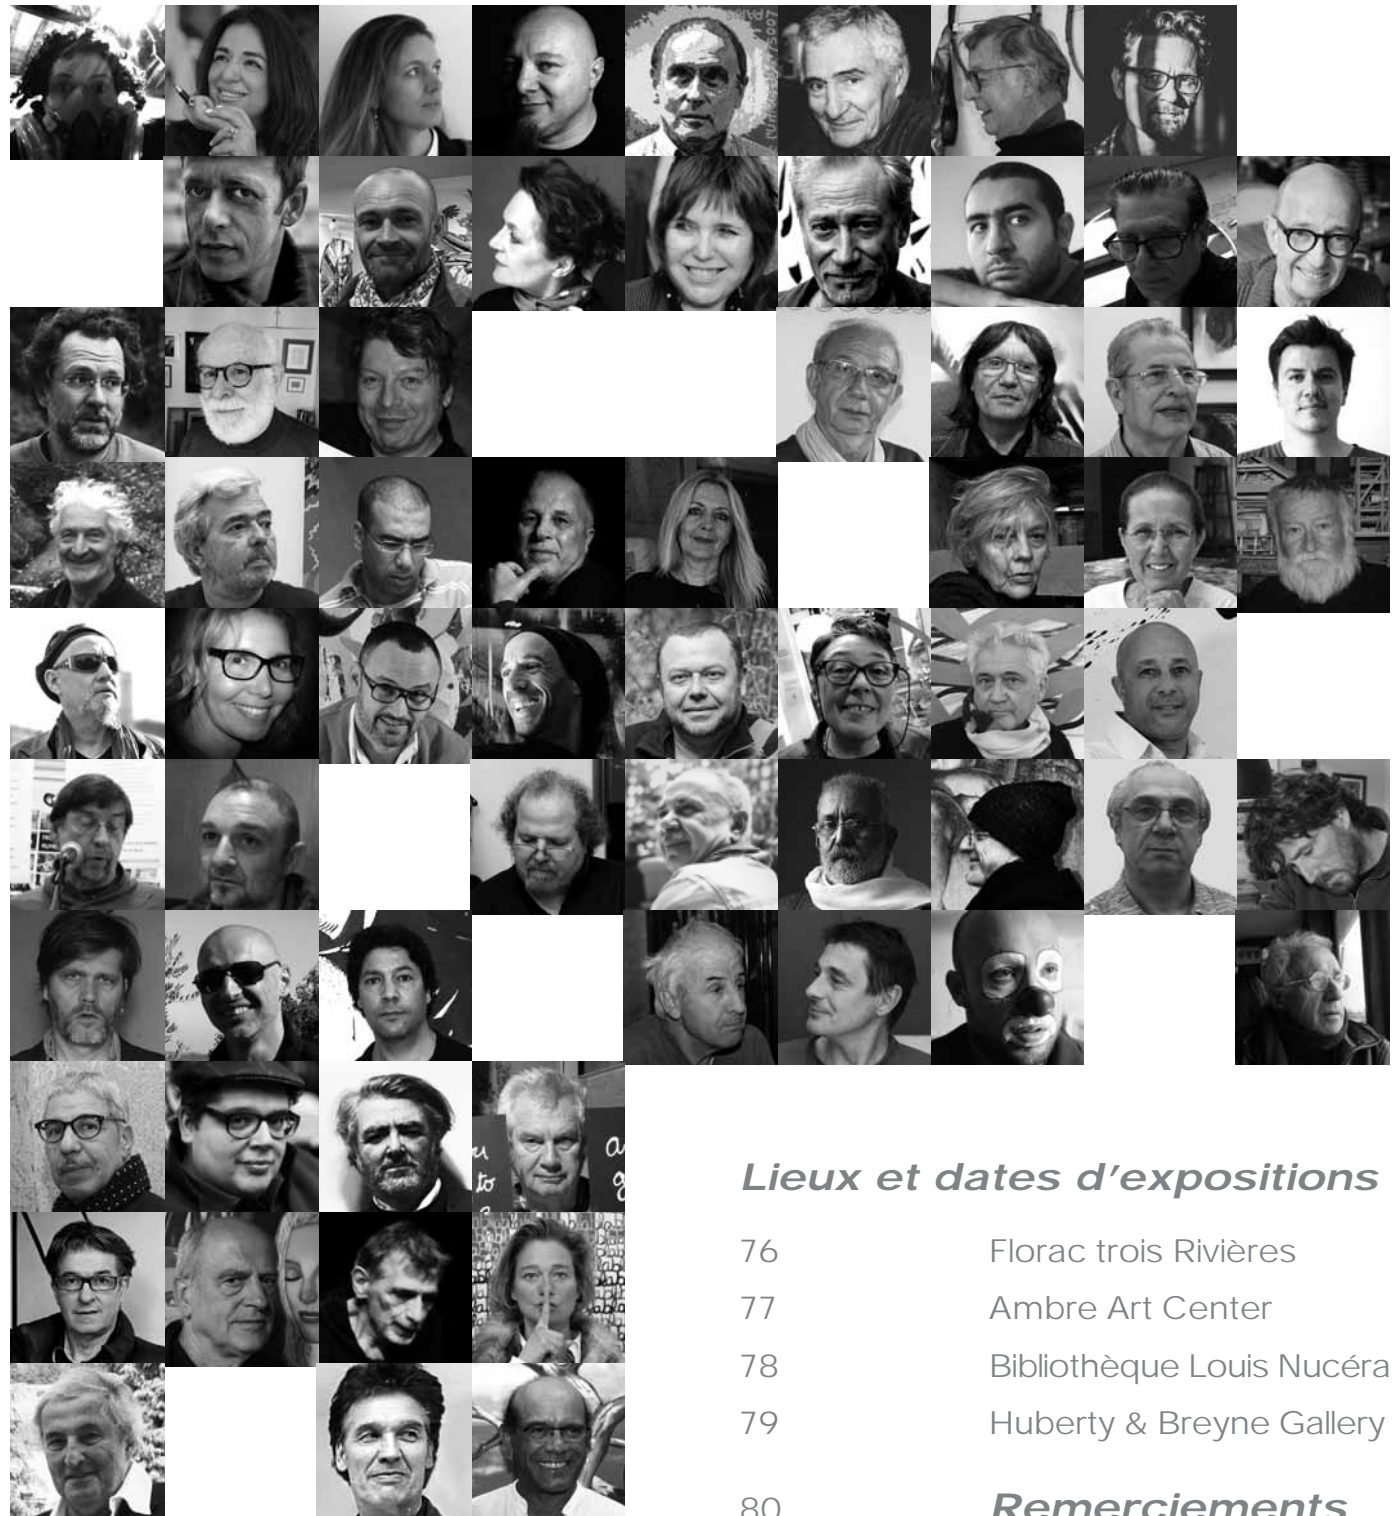 Lieux et dates d’expositions
76 Florac trois Rivières
77 Ambre Art Center
78 Bibliothèque Louis Nucéra
79 Huberty & Breyne Gallery
80 Remerciements